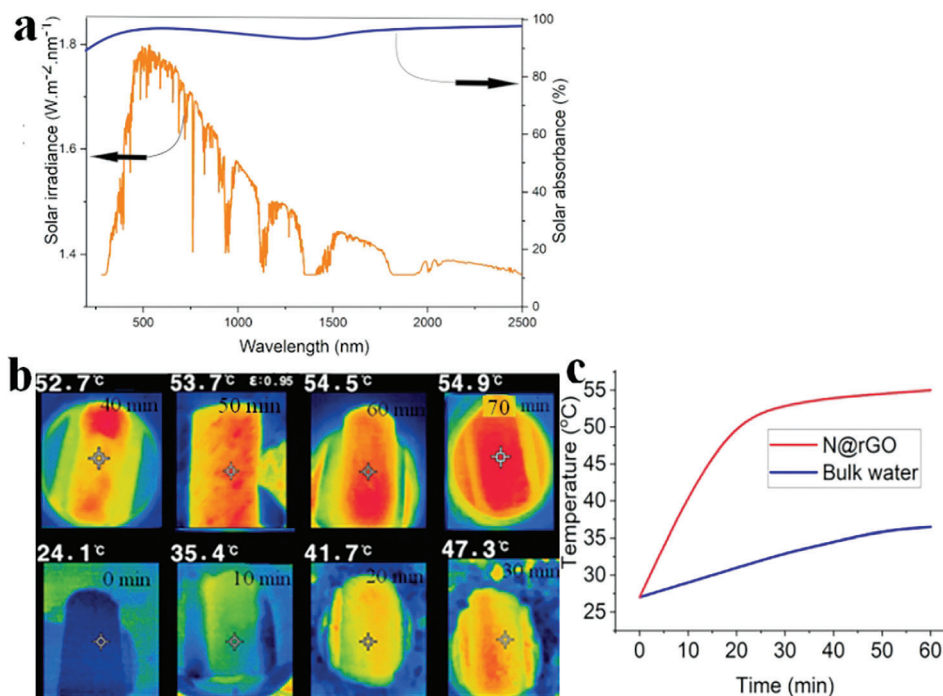 a
Solar irradiance (W.m⁻².nm⁻¹)
1.8
1.6
1.4
500
1000
1500
2000
2500
Wavelength (nm)
100
80
60
40
20
0
Solar absorbance (%)
b
52.7℃
40 min
53.7℃ ε:0.95
50 min
54.5℃
60 min
54.9℃
70 min
24.1℃
0 min
35.4℃
10 min
41.7℃
20 min
47.3℃
30 min
c
Temperature (⁰C)
55
50
45
40
35
30
25
N@rGO
Bulk water
0
10
20
30
40
50
60
Time (min)